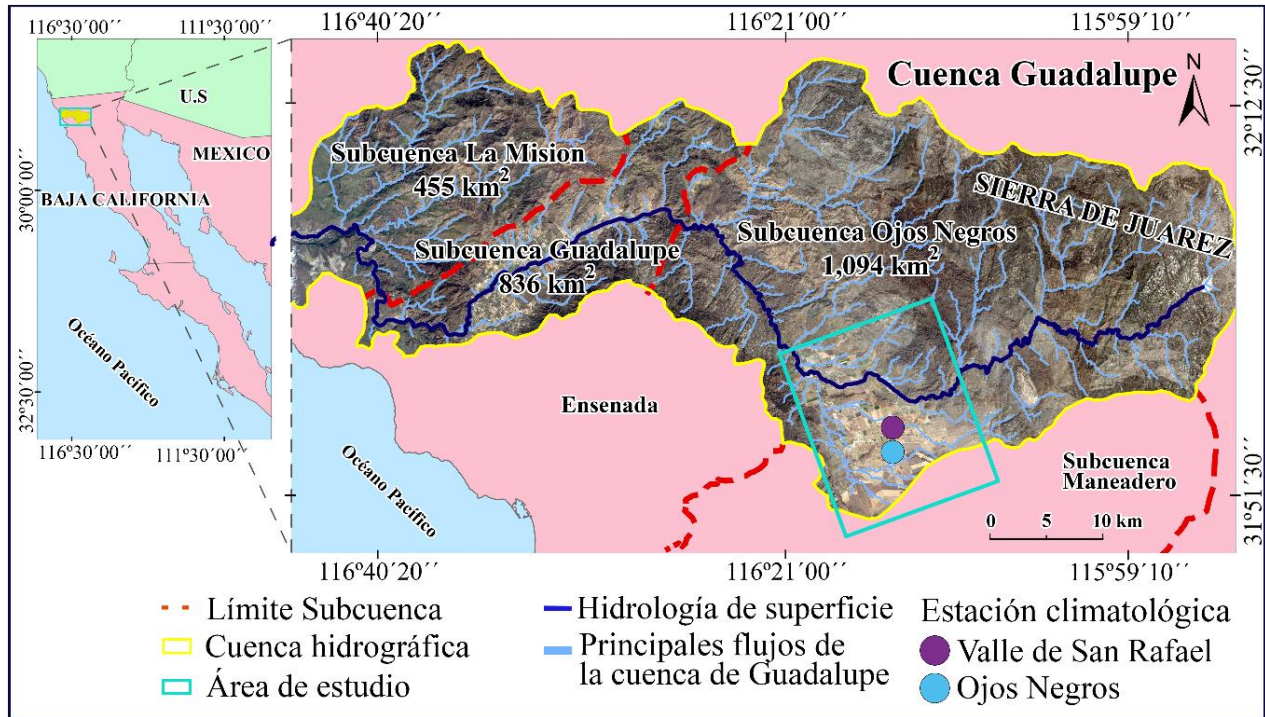 116º30´00´´ 111º30´00´´
U.S
MEXICO
BAJA CALIFORNIA
Océano Pacífico
30º00´00´´
32º30´00´´
116º30´00´´ 111º30´00´´
116º40´20´´ 116º21´00´´ 115º59´10´´
Cuenca Guadalupe
N
32º12´30´´
Subcuenca La Mision
455 km²
SIERRA DE JUAREZ
Subcuenca Guadalupe
836 km²
Subcuenca Ojos Negros
1,094 km²
Ensenada
Océano Pacífico
Subcuenca
Maneadero
31º51´30´´
0 5 10 km
116º40´20´´ 116º21´00´´ 115º59´10´´
Límite Subcuenca
Cuenca hidrográfica
Área de estudio
Hidrología de superficie
Principales flujos de
la cuenca de Guadalupe
Estación climatológica
Valle de San Rafael
Ojos Negros